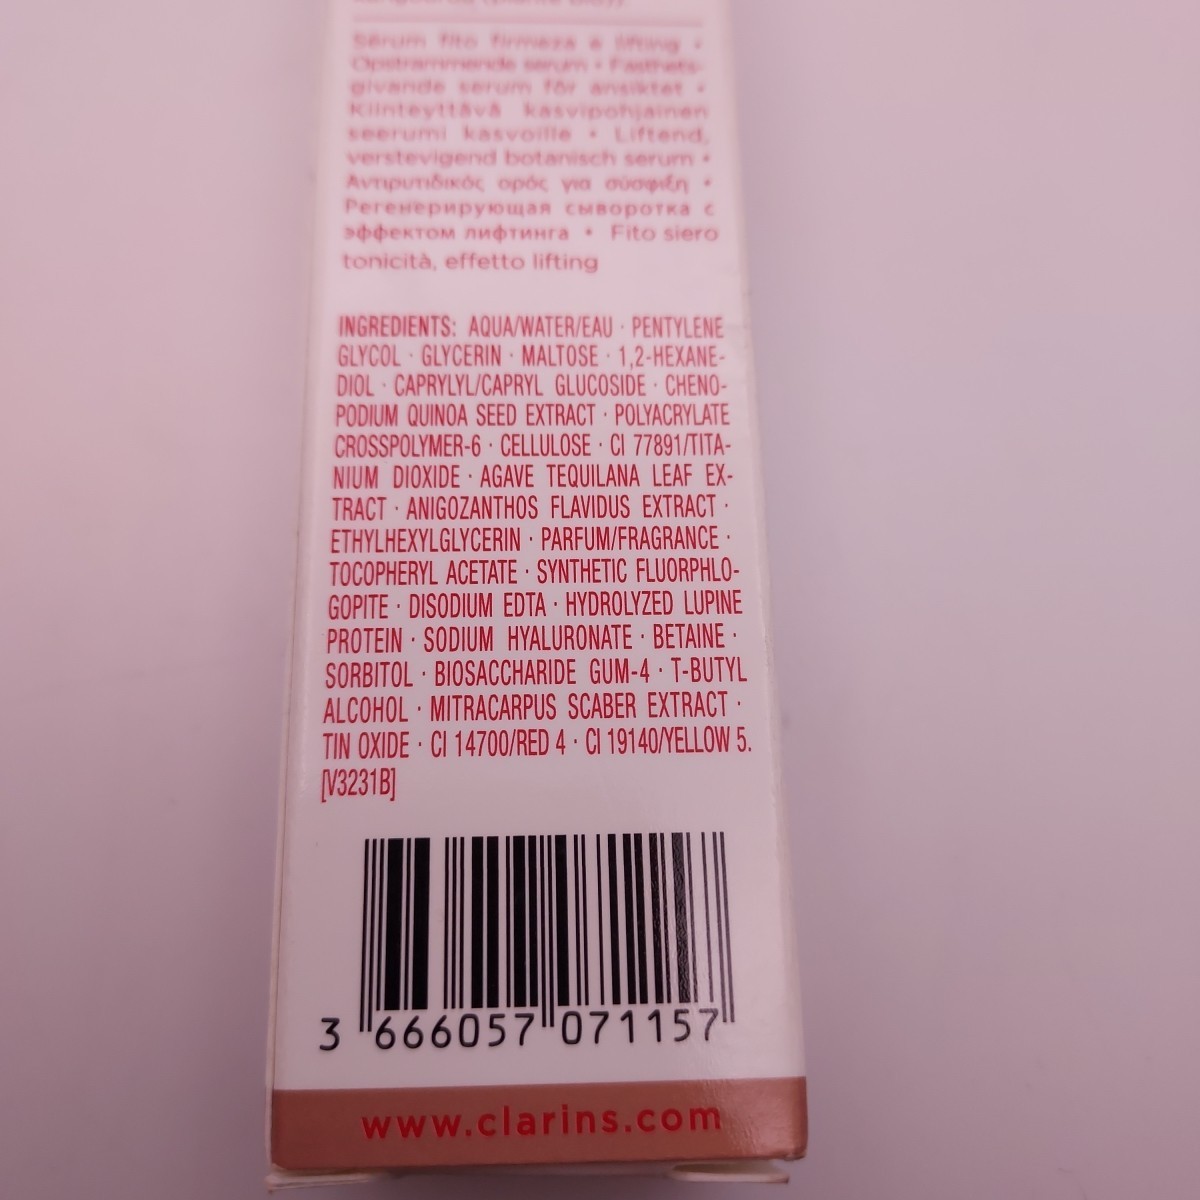 Sérum fito firmeza e lifting •
Opstrammende serum • Fasthets-
givande serum för ansiktet •
Kiinteyttävä kasvipohjainen
seerumi kasvoille • Liftend,
verstevigend botanisch serum •
Αντιρυτιδικός ορός για σύσφιξη •
Регенерирующая сыворотка с
эффектом лифтинга • Fito siero
tonicità, effetto lifting
INGREDIENTS: AQUA/WATER/EAU · PENTYLENE
GLYCOL · GLYCERIN · MALTOSE · 1,2-HEXANE-
DIOL · CAPRYLYL/CAPRYL GLUCOSIDE · CHENO-
PODIUM QUINOA SEED EXTRACT · POLYACRYLATE
CROSSPOLYMER-6 · CELLULOSE · CI 77891/TITA-
NIUM DIOXIDE · AGAVE TEQUILANA LEAF EX-
TRACT · ANIGOZANTHOS FLAVIDUS EXTRACT ·
ETHYLHEXYLGLYCERIN · PARFUM/FRAGRANCE ·
TOCOPHERYL ACETATE · SYNTHETIC FLUORPHLO-
GOPITE · DISODIUM EDTA · HYDROLYZED LUPINE
PROTEIN · SODIUM HYALURONATE · BETAINE ·
SORBITOL · BIOSACCHARIDE GUM-4 · T-BUTYL
ALCOHOL · MITRACARPUS SCABER EXTRACT ·
TIN OXIDE · CI 14700/RED 4 · CI 19140/YELLOW 5.
[V3231B]
3 666057 071157
www.clarins.com